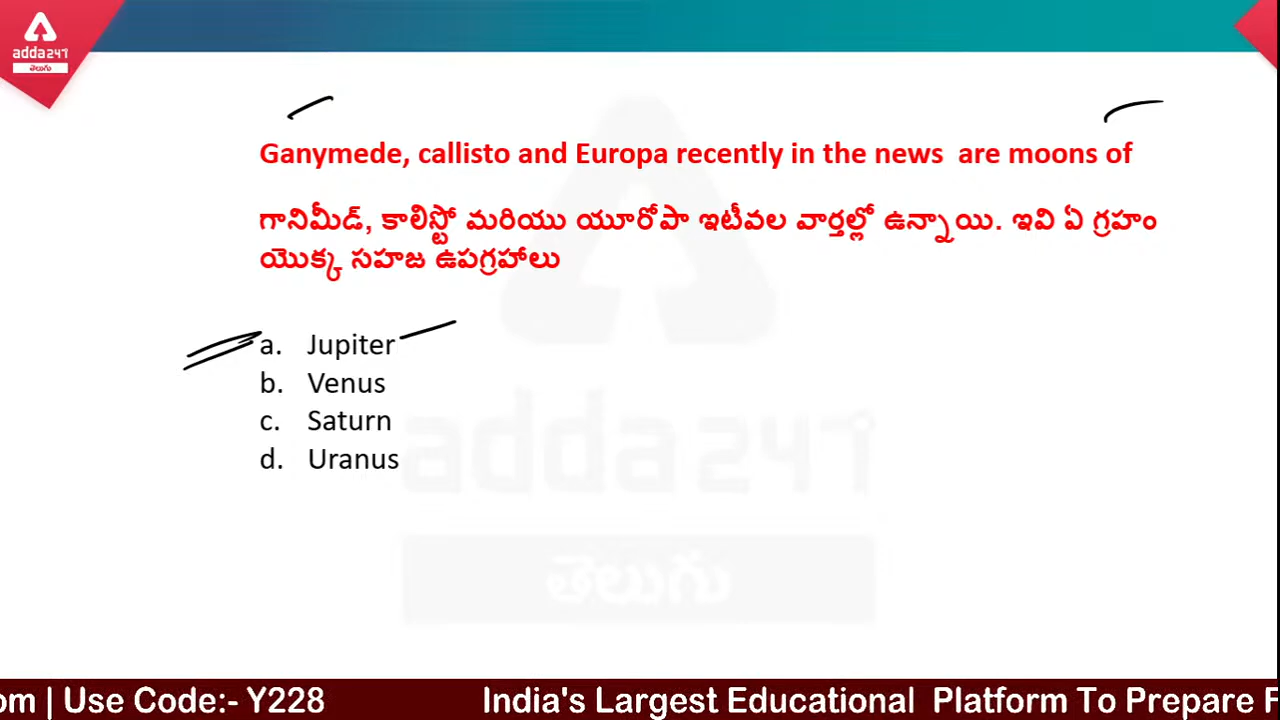 adda247
తెలుగు
Ganymede, callisto and Europa recently in the news are moons of
గానిమీడ్, కాలిస్టో మరియు యూరోపా ఇటీవల వార్తల్లో ఉన్నాయి. ఇవి ఏ గ్రహం
యొక్క సహజ ఉపగ్రహాలు
a. Jupiter
b. Venus
c. Saturn
d. Uranus
adda247
తెలుగు
om | Use Code:- Y228 India's Largest Educational Platform To Prepare F